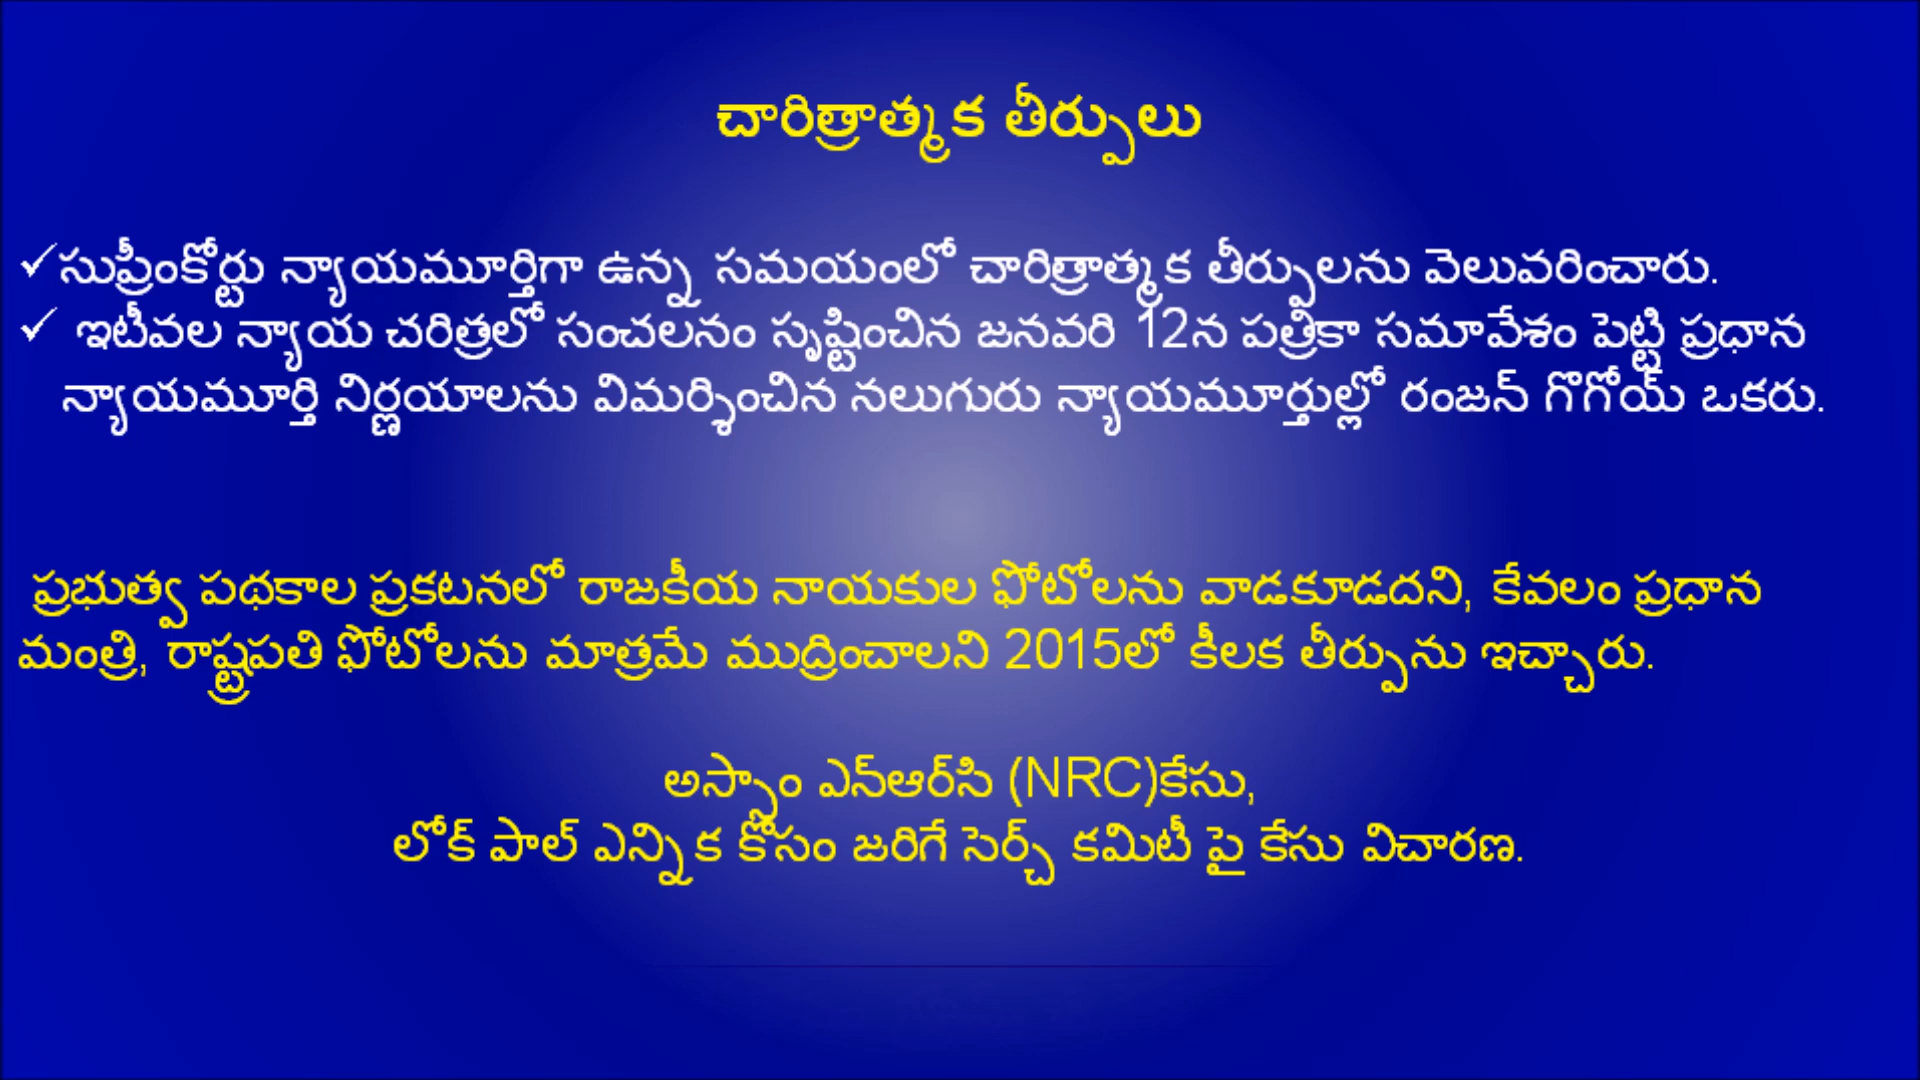 చారిత్రాత్మక తీర్పులు
✓సుప్రీంకోర్టు న్యాయమూర్తిగా ఉన్న సమయంలో చారిత్రాత్మక తీర్పులను వెలువరించారు.
✓ ఇటీవల న్యాయ చరిత్రలో సంచలనం సృష్టించిన జనవరి 12న పత్రికా సమావేశం పెట్టి ప్రధాన
న్యాయమూర్తి నిర్ణయాలను విమర్శించిన నలుగురు న్యాయమూర్తుల్లో రంజన్ గొగోయ్ ఒకరు.
ప్రభుత్వ పథకాల ప్రకటనలో రాజకీయ నాయకుల ఫోటోలను వాడకూడదని, కేవలం ప్రధాన
మంత్రి, రాష్ట్రపతి ఫోటోలను మాత్రమే ముద్రించాలని 2015లో కీలక తీర్పును ఇచ్చారు.
అస్సాం ఎన్ఆర్‌సి (NRC)కేసు,
లోక్ పాల్ ఎన్నిక కోసం జరిగే సెర్చ్ కమిటీ పై కేసు విచారణ.